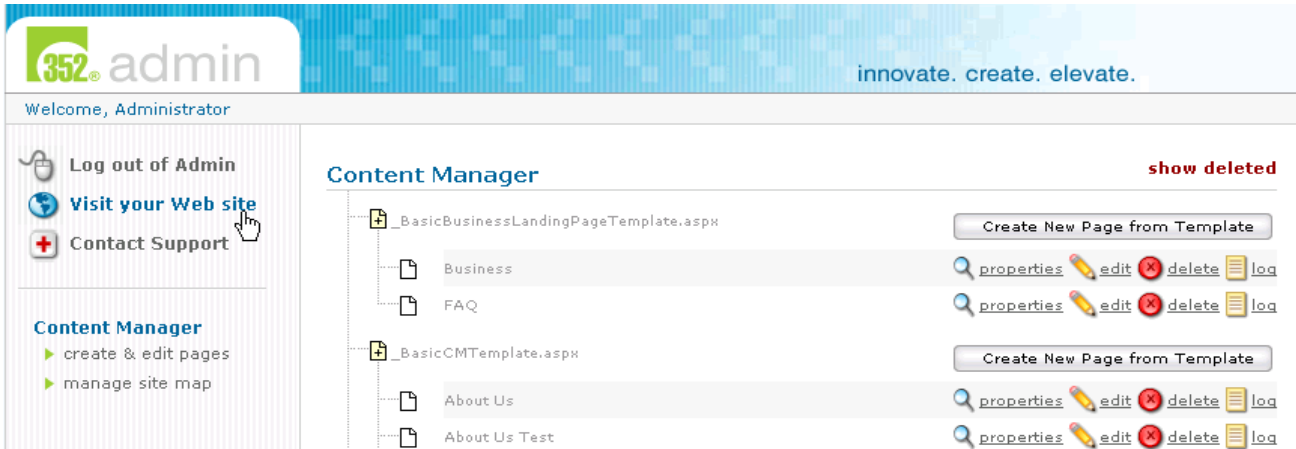 352® admin
innovate. create. elevate.
Welcome, Administrator
Log out of Admin
Visit your Web site
Contact Support
Content Manager
create & edit pages
manage site map
Content Manager
show deleted
_BasicBusinessLandingPageTemplate.aspx
Create New Page from Template
Business
properties edit delete log
FAQ
properties edit delete log
_BasicCMTemplate.aspx
Create New Page from Template
About Us
properties edit delete log
About Us Test
properties edit delete log